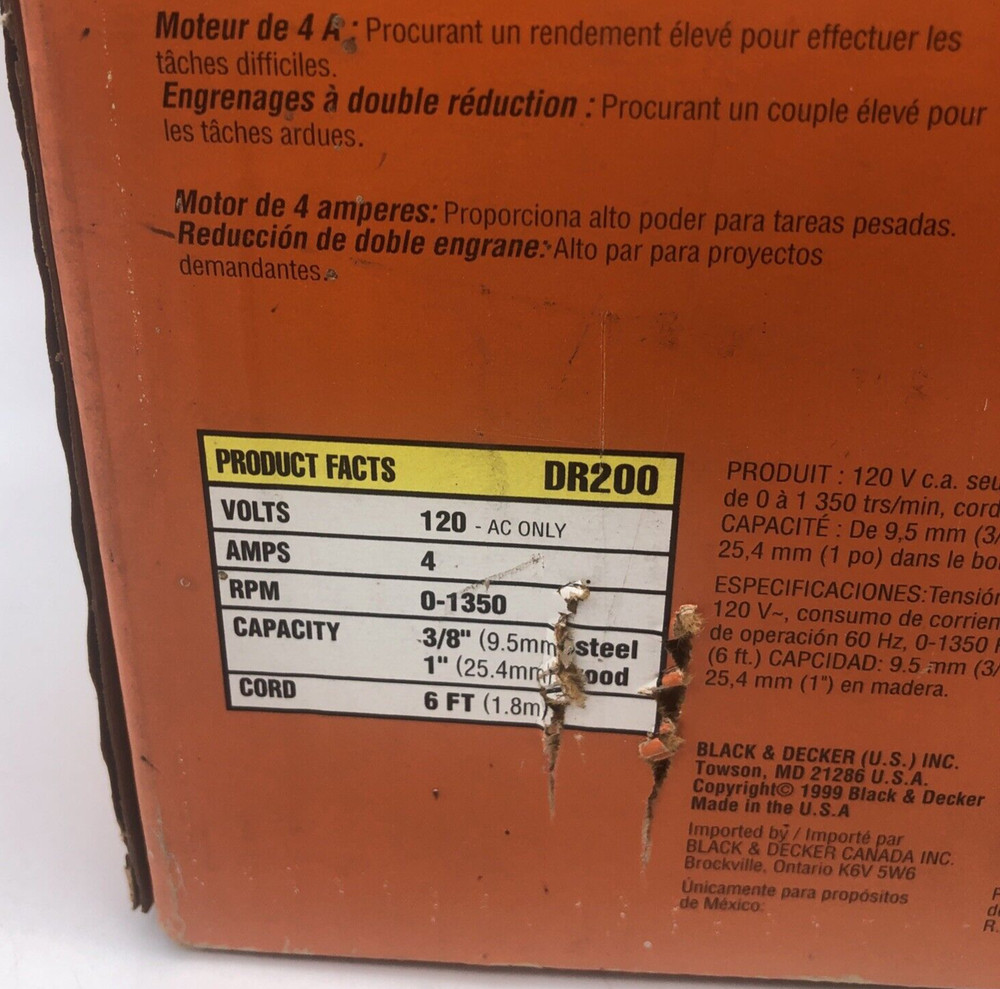 Moteur de 4 A : Procurant un rendement élevé pour effectuer les
tâches difficiles.
Engrenages à double réduction : Procurant un couple élevé pour
les tâches ardues.
Motor de 4 amperes: Proporciona alto poder para tareas pesadas.
Reducción de doble engrane: Alto par para proyectos
demandantes.
PRODUCT FACTS DR200
VOLTS 120 - AC ONLY
AMPS 4
RPM 0-1350
CAPACITY 3/8" (9.5mm) steel
1" (25.4mm)
CORD 6 FT (1.8m)
PRODUIT : 120 V c.a. seu
de 0 à 1 350 trs/min, cord
CAPACITÉ : De 9,5 mm (3/
25,4 mm (1 po) dans le bo
ESPECIFICACIONES: Tensión
120 V~, consumo de corrien
de operación 60 Hz, 0-1350
(6 ft.) CAPCIDAD: 9.5 mm (3/
25,4 mm (1") en madera.
BLACK & DECKER (U.S.) INC.
Towson, MD 21286 U.S.A.
Copyright© 1999 Black & Decker
Made in the U.S.A
Imported by / Importé par
BLACK & DECKER CANADA INC.
Brockville, Ontario K6V 5W6
Únicamente para propósitos
de México.
R.